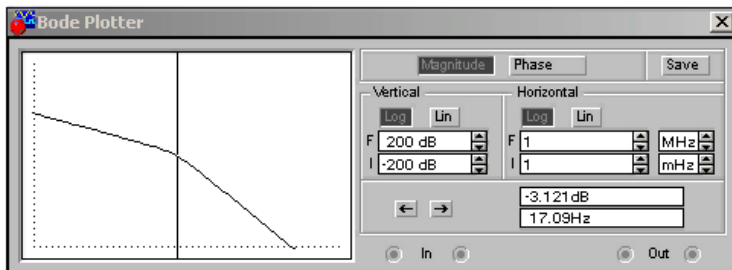 Bode Plotter
Magnitude Phase Save
Vertical Horizontal
Log Lin Log Lin
F 200 dB F 1 MHz
I -200 dB I 1 mHz
← → -3.121dB
17.09Hz
In Out